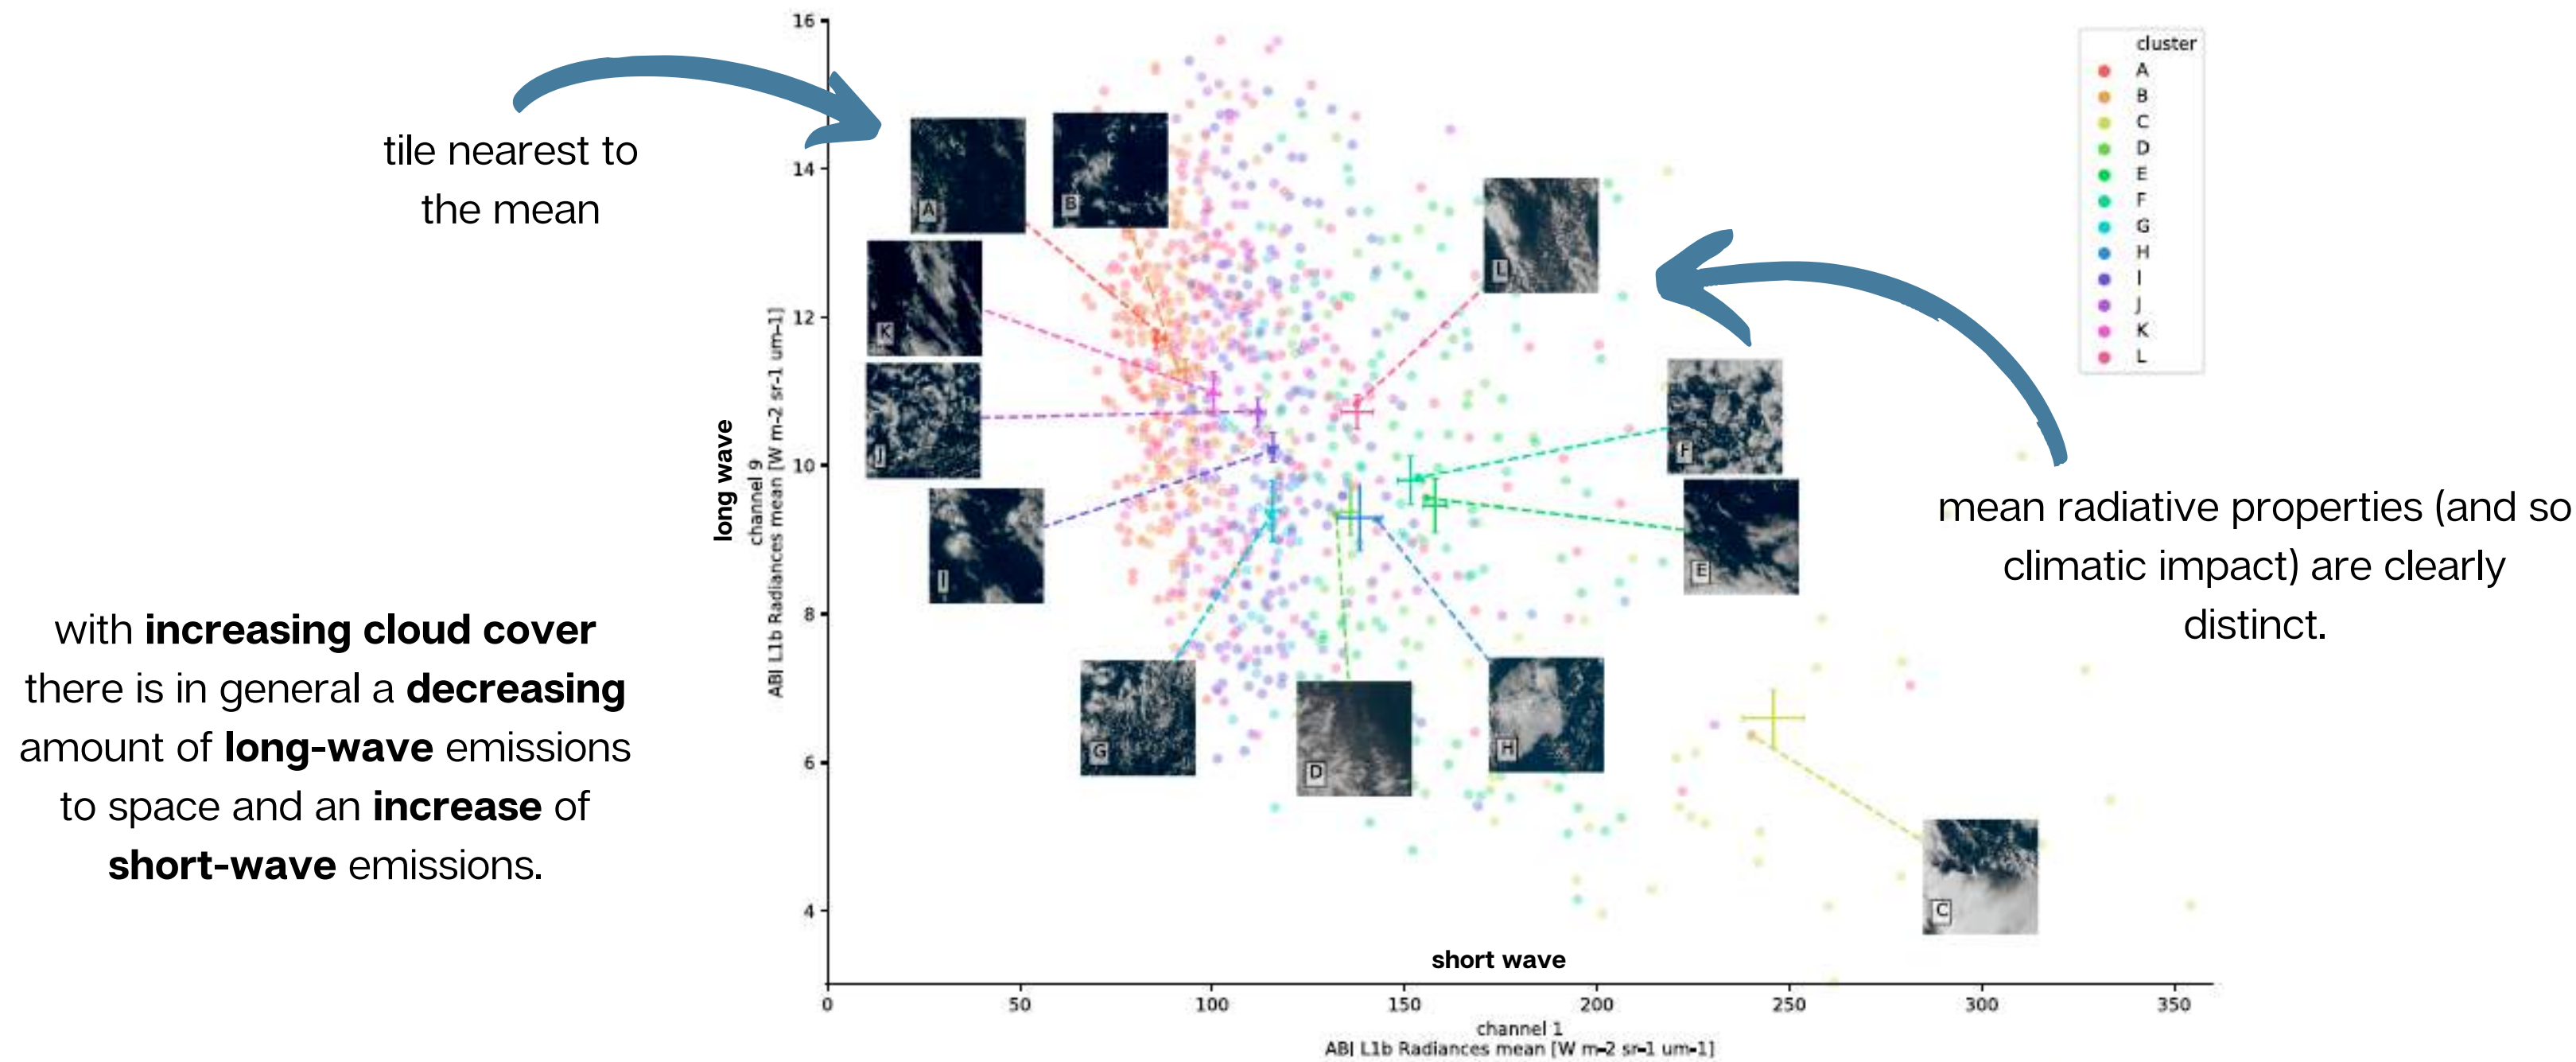 tile nearest to
the mean
with increasing cloud cover
there is in general a decreasing
amount of long-wave emissions
to space and an increase of
short-wave emissions.
long wave
channel 9
ABI L1b Radiances mean [W m-2 sr-1 um-1]
16
14
12
10
8
6
4
A
B
K
J
I
G
D
H
L
F
E
C
short wave
0
50
100
150
200
250
300
350
channel 1
ABI L1b Radiances mean [W m-2 sr-1 um-1]
cluster
A
B
C
D
E
F
G
H
I
J
K
L
mean radiative properties (and so
climatic impact) are clearly
distinct.